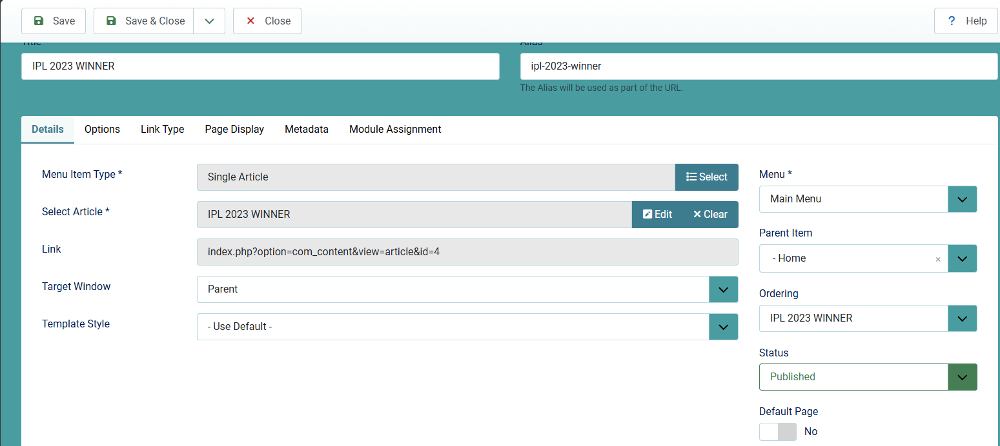 Save
Save & Close
Close
? Help
Title
Alias
IPL 2023 WINNER
ipl-2023-winner
The Alias will be used as part of the URL.
Details
Options
Link Type
Page Display
Metadata
Module Assignment
Menu Item Type *
Single Article
Select
Select Article *
IPL 2023 WINNER
Edit
Clear
Link
index.php?option=com_content&view=article&id=4
Target Window
Parent
Template Style
- Use Default -
Menu *
Main Menu
Parent Item
- Home
Ordering
IPL 2023 WINNER
Status
Published
Default Page
No